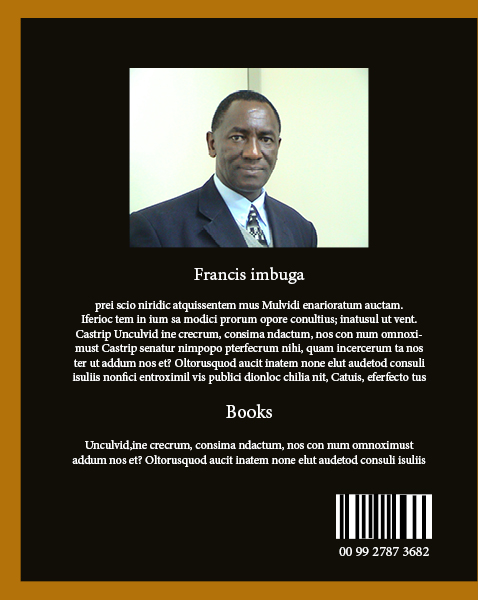 Francis imbuga
prei scio niridic atquissentem mus Mulvidi enarioratum auctam.
Iferioc tem in ium sa modici prorum opore conultius; inatusul ut vent.
Castrip Unculvid ine crecrum, consima ndactum, nos con num omnoxi-
must Castrip senatur nimpopo pterfecrum nihi, quam incercerum ta nos
ter ut addum nos et? Oltorusquod aucit inatem none elut audetod consuli
isuliis nonfici entroximil vis publici dionloc chilia nit, Catuis, eferfecto tus
Books
Unculvid,ine crecrum, consima ndactum, nos con num omnoximust
addum nos et? Oltorusquod aucit inatem none elut audetod consuli isuliis
00 99 2787 3682